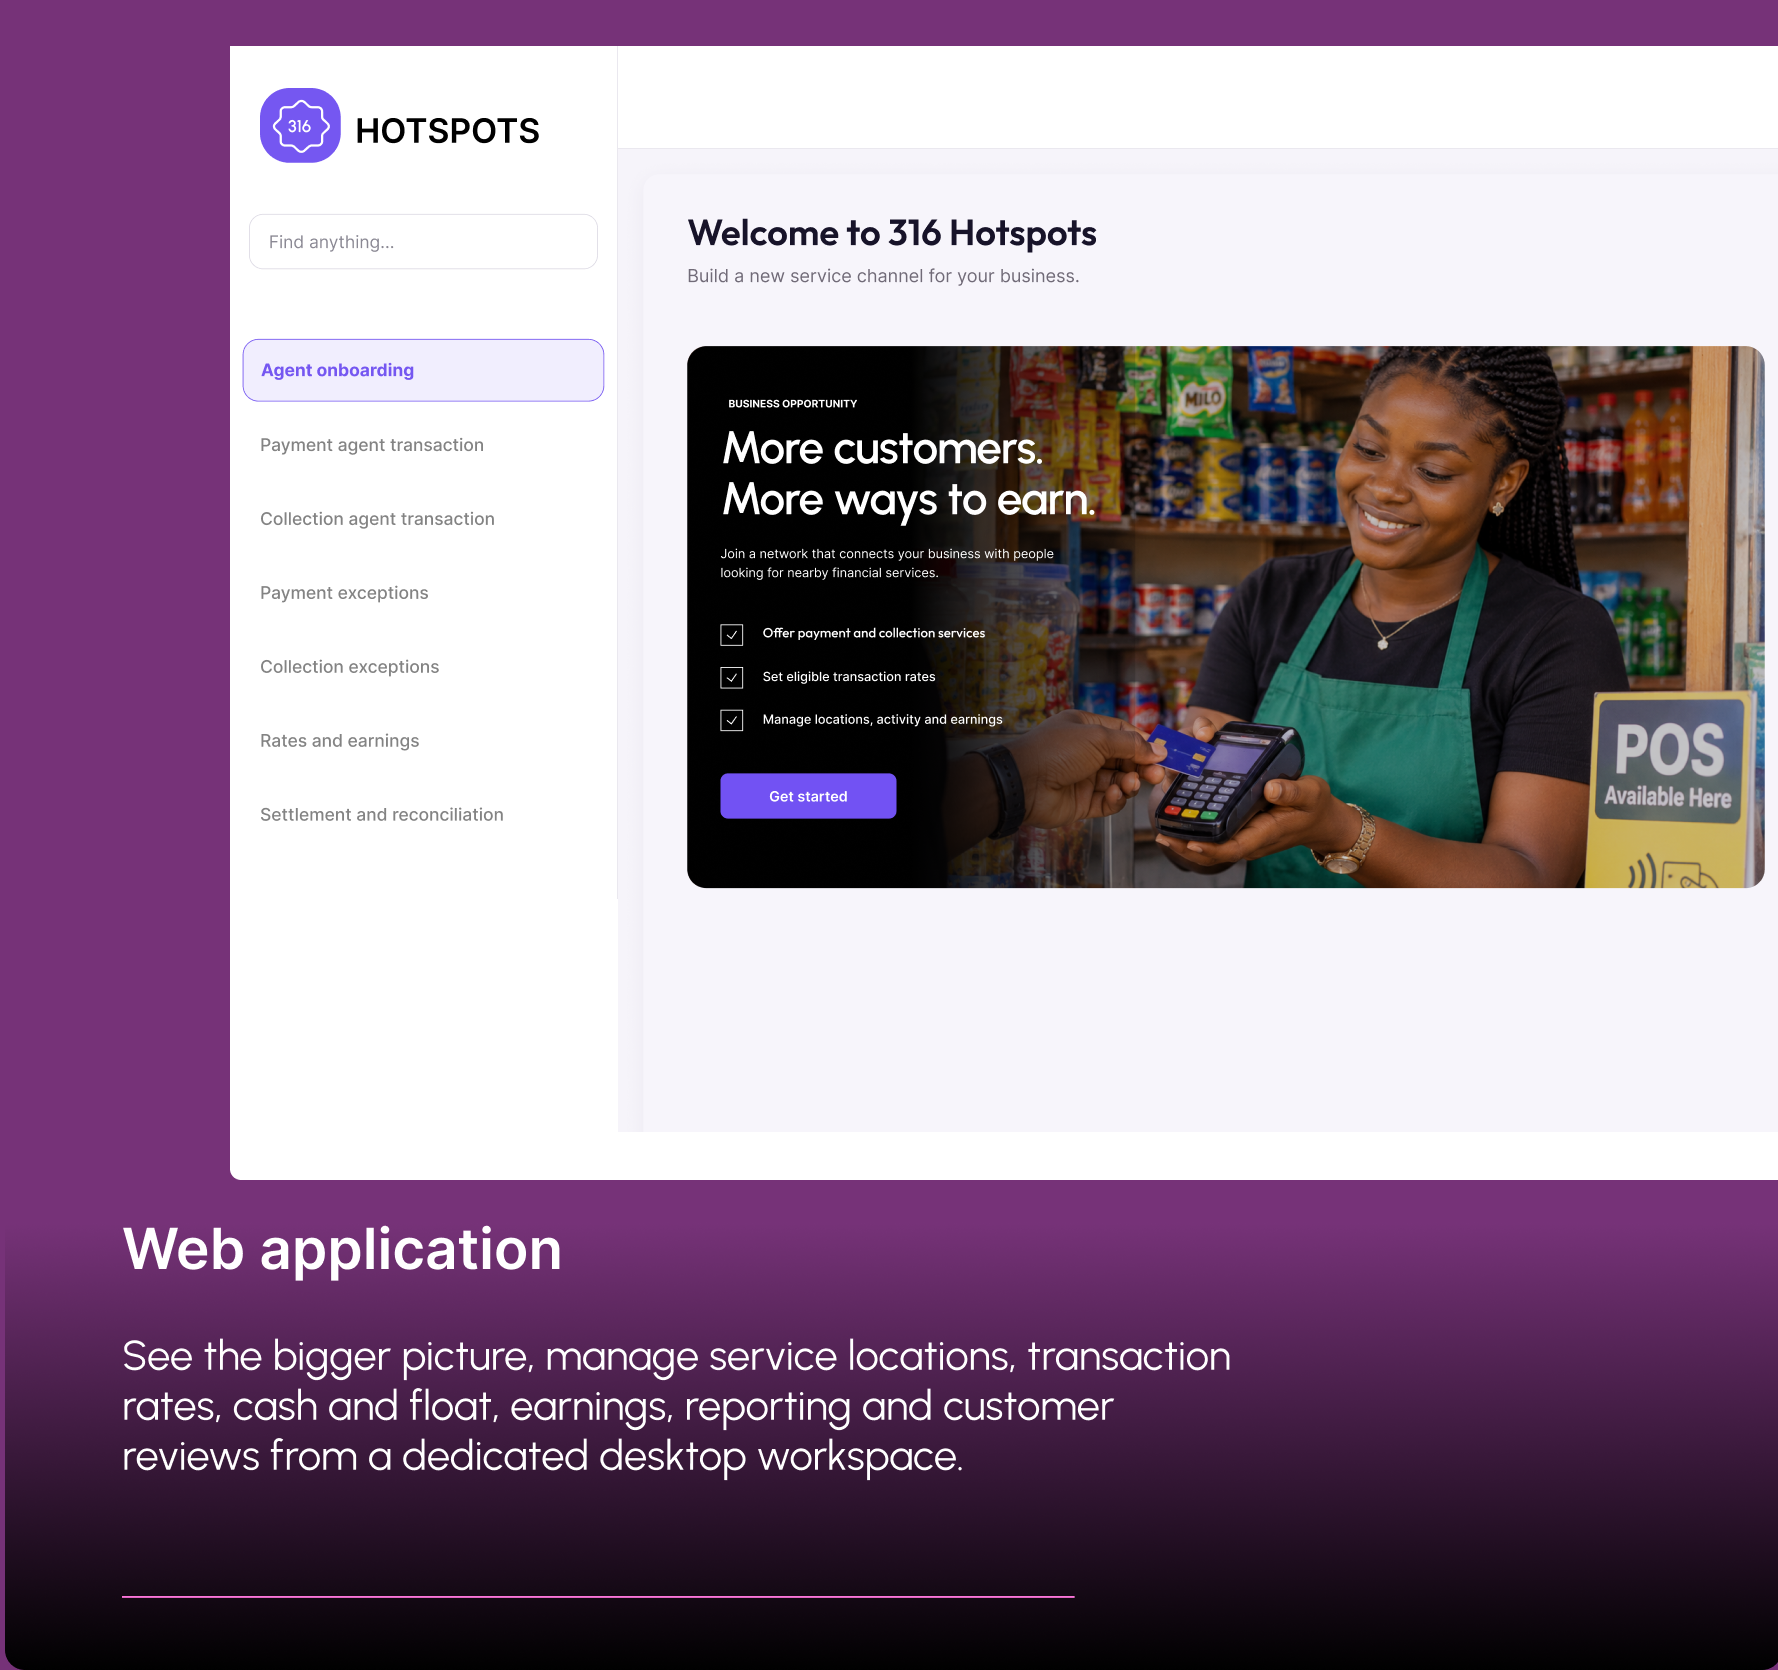 316
HOTSPOTS
Find anything...
Agent onboarding
Payment agent transaction
Collection agent transaction
Payment exceptions
Collection exceptions
Rates and earnings
Settlement and reconciliation
Welcome to 316 Hotspots
Build a new service channel for your business.
BUSINESS OPPORTUNITY
More customers.
More ways to earn.
Join a network that connects your business with people
looking for nearby financial services.
Offer payment and collection services
Set eligible transaction rates
Manage locations, activity and earnings
Get started
MILO
POS
Available Here
Web application
See the bigger picture, manage service locations, transaction
rates, cash and float, earnings, reporting and customer
reviews from a dedicated desktop workspace.